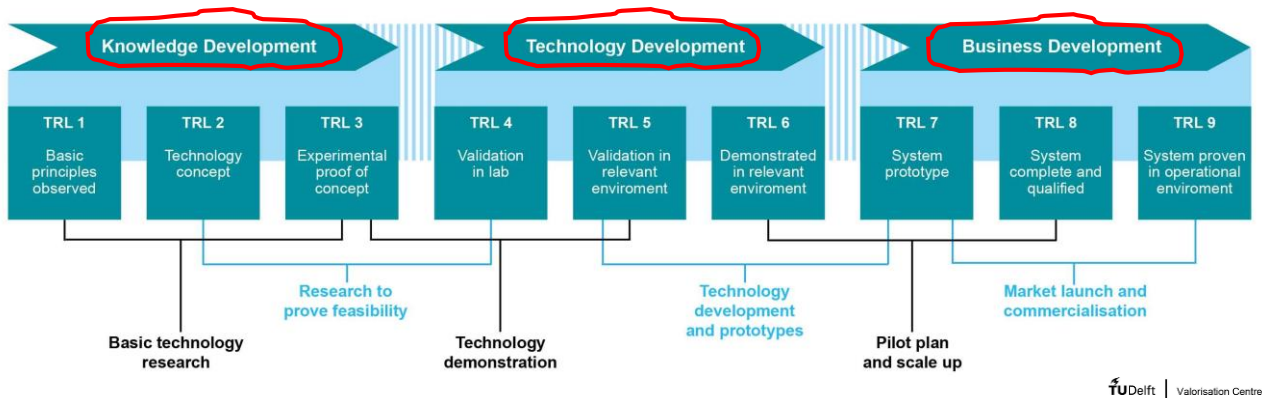 Knowledge Development
Technology Development
Business Development
TRL 1
Basic
principles
observed
TRL 2
Technology
concept
TRL 3
Experimental
proof of
concept
TRL 4
Validation
in lab
TRL 5
Validation in
relevant
enviroment
TRL 6
Demonstrated
in relevant
enviroment
TRL 7
System
prototype
TRL 8
System
complete and
qualified
TRL 9
System proven
in operational
enviroment
Research to
prove feasibility
Technology
development
and prototypes
Market launch and
commercialisation
Basic technology
research
Technology
demonstration
Pilot plan
and scale up
TUDelft | Valorisation Centre